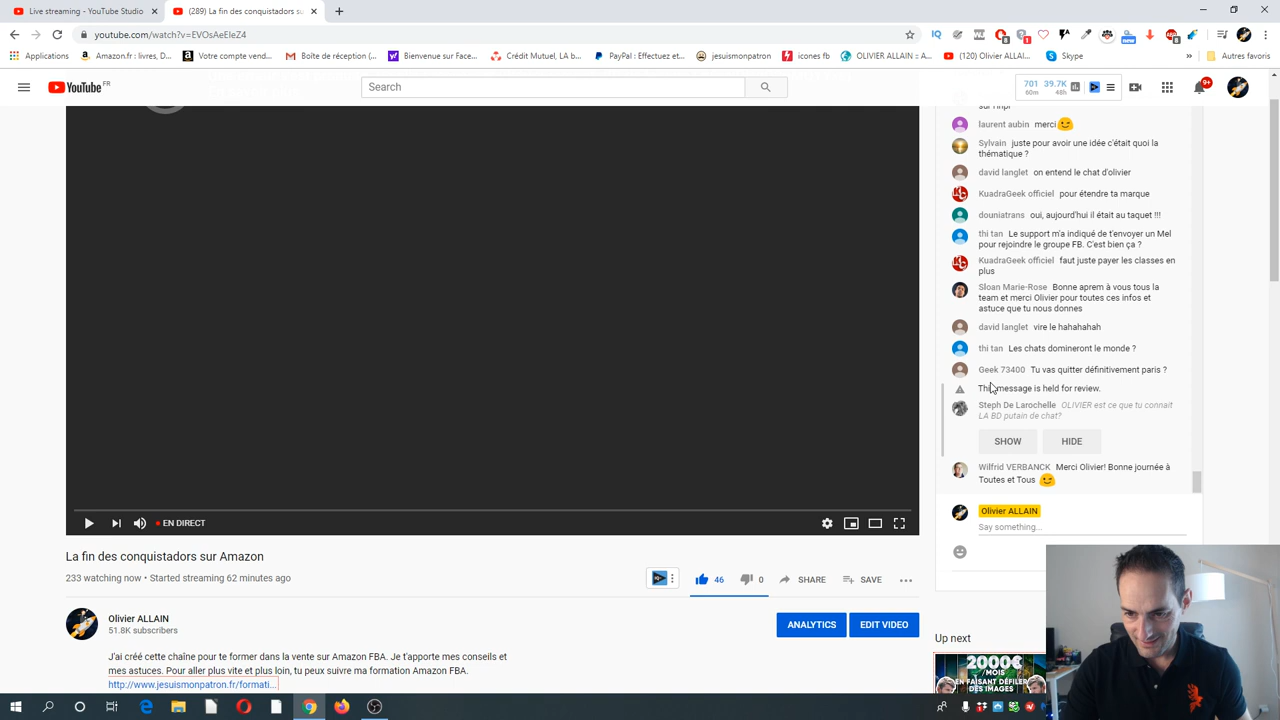 Live streaming - YouTube Studio
(289) La fin des conquistadors su
youtube.com/watch?v=EVOsAeEIeZ4
Applications
Amazon.fr : livres, D...
Votre compte vend...
Boîte de réception (...
Bienvenue sur Face...
Crédit Mutuel, LA b...
PayPal : Effectuez et...
jesuismonpatron
icones fb
OLIVIER ALLAIN : A...
(120) Olivier ALLAI...
Skype
»
Autres favoris
YouTube FR
Search
701 39.7K
60m 48h
9+
sur l'inpi
laurent aubin merci
Sylvain juste pour avoir une idée c'était quoi la
thématique ?
david langlet on entend le chat d'olivier
KuadraGeek officiel pour étendre ta marque
douniatrans oui, aujourd'hui il était au taquet !!!
thi tan Le support m'a indiqué de t'envoyer un Mel
pour rejoindre le groupe FB. C'est bien ça ?
KuadraGeek officiel faut juste payer les classes en
plus
Sloan Marie-Rose Bonne aprem à vous tous la
team et merci Olivier pour toutes ces infos et
astuce que tu nous donnes
david langlet vire le hahahahah
thi tan Les chats domineront le monde ?
Geek 73400 Tu vas quitter définitivement paris ?
This message is held for review.
Steph De Larochelle OLIVIER est ce que tu connait
LA BD putain de chat?
SHOW HIDE
Wilfrid VERBANCK Merci Olivier! Bonne journée à
Toutes et Tous
Olivier ALLAIN
Say something...
EN DIRECT
La fin des conquistadors sur Amazon
233 watching now • Started streaming 62 minutes ago
46 0 SHARE SAVE
Olivier ALLAIN
51.8K subscribers
ANALYTICS EDIT VIDEO
J'ai créé cette chaîne pour te former dans la vente sur Amazon FBA. Je t'apporte mes conseils et
mes astuces. Pour aller plus vite et plus loin, tu peux suivre ma formation Amazon FBA.
http://www.jesuismonpatron.fr/formati...
Up next
2000€
/MOIS
EN FAISANT DÉFILER
DES IMAGES